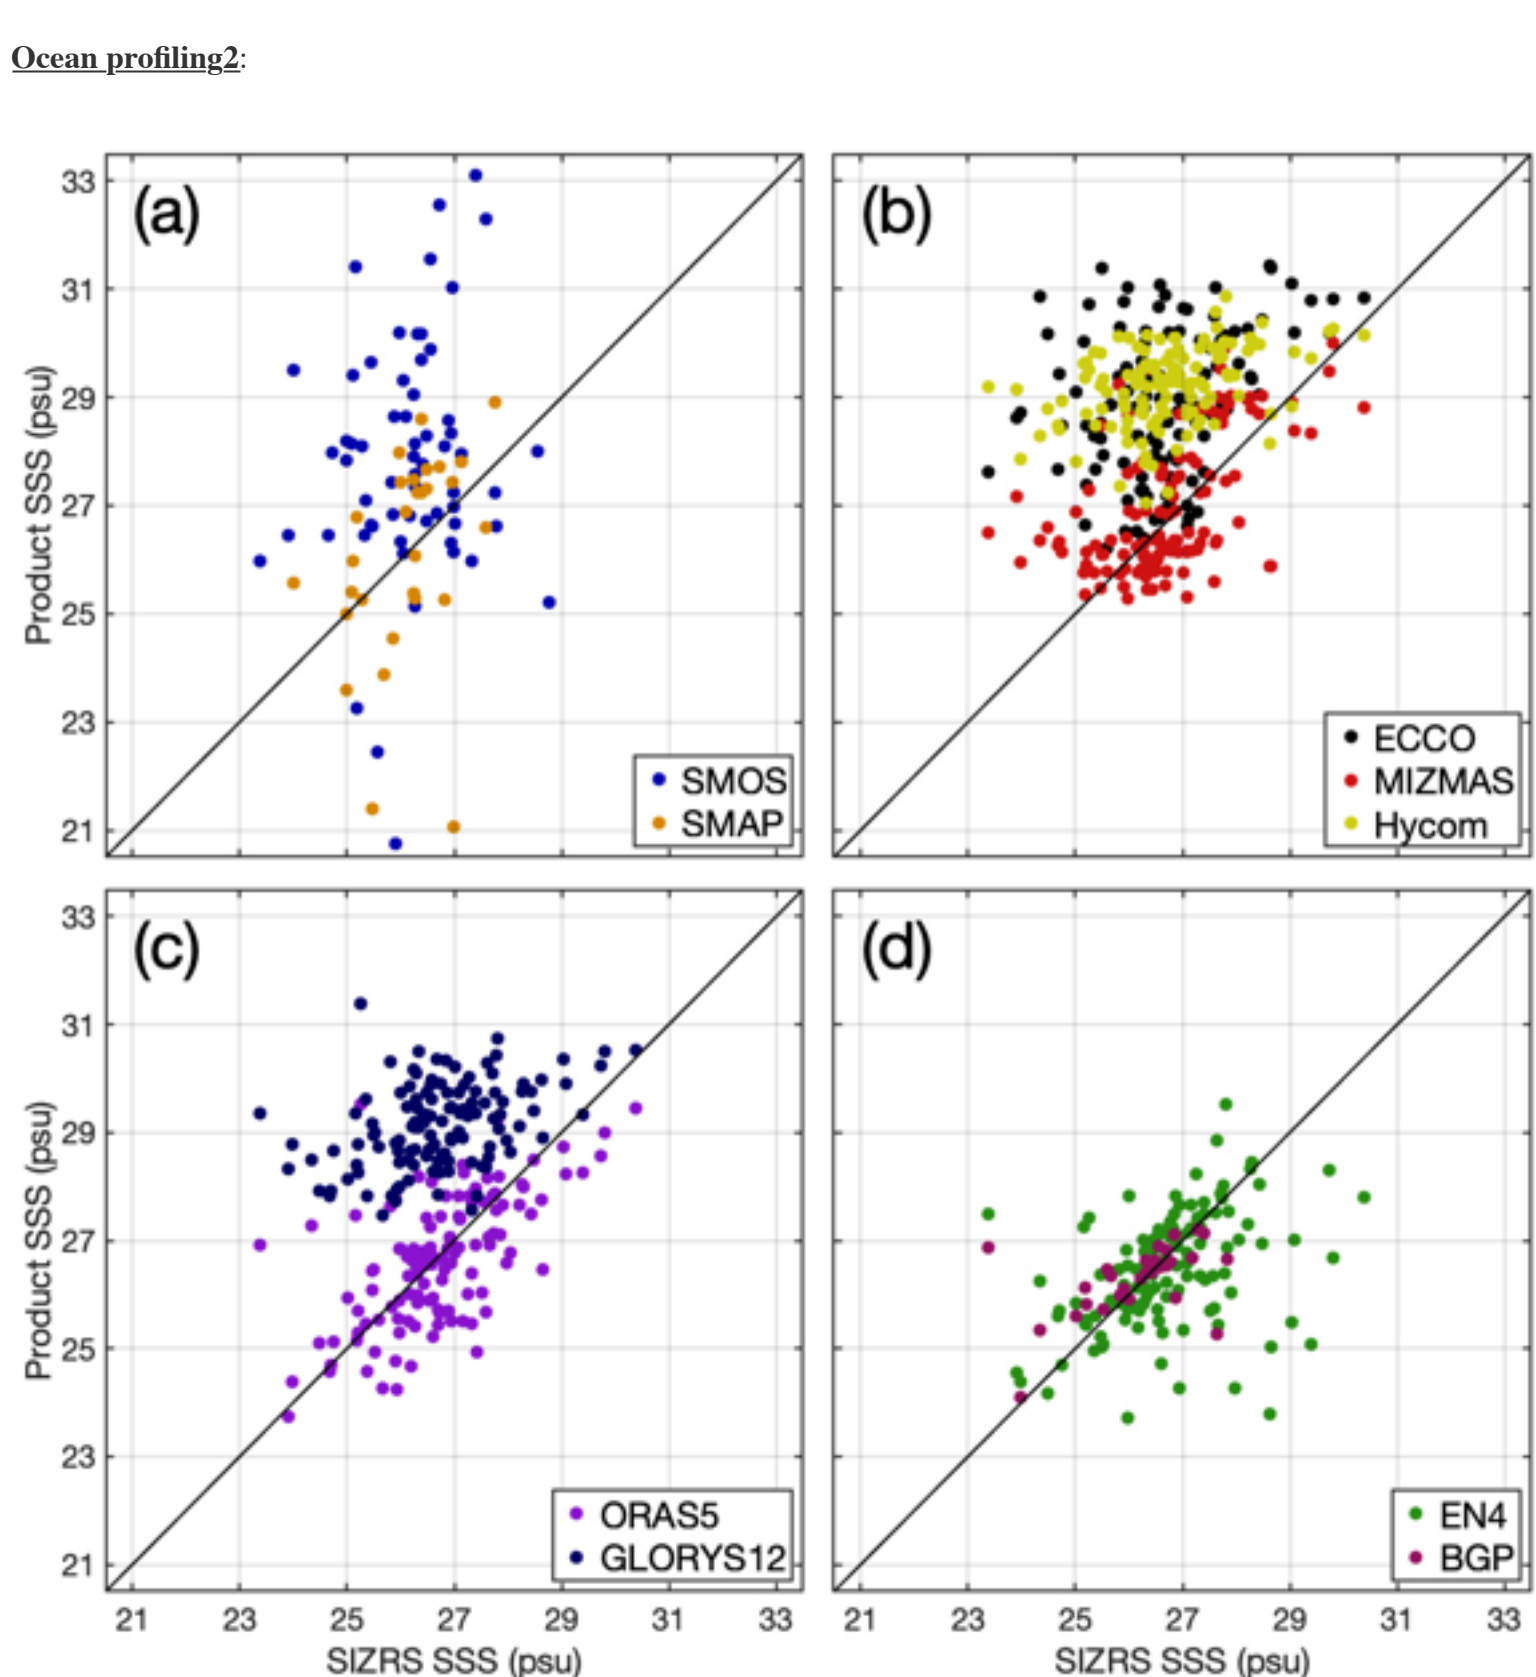 Ocean profiling2:
(a)
33
31
29
27
25
23
21
Product SSS (psu)
SMOS
SMAP
(b)
ECCO
MIZMAS
Hycom
(c)
33
31
29
27
25
23
21
Product SSS (psu)
ORAS5
GLORYS12
21 23 25 27 29 31 33
SIZRS SSS (psu)
(d)
EN4
BGP
21 23 25 27 29 31 33
SIZRS SSS (psu)